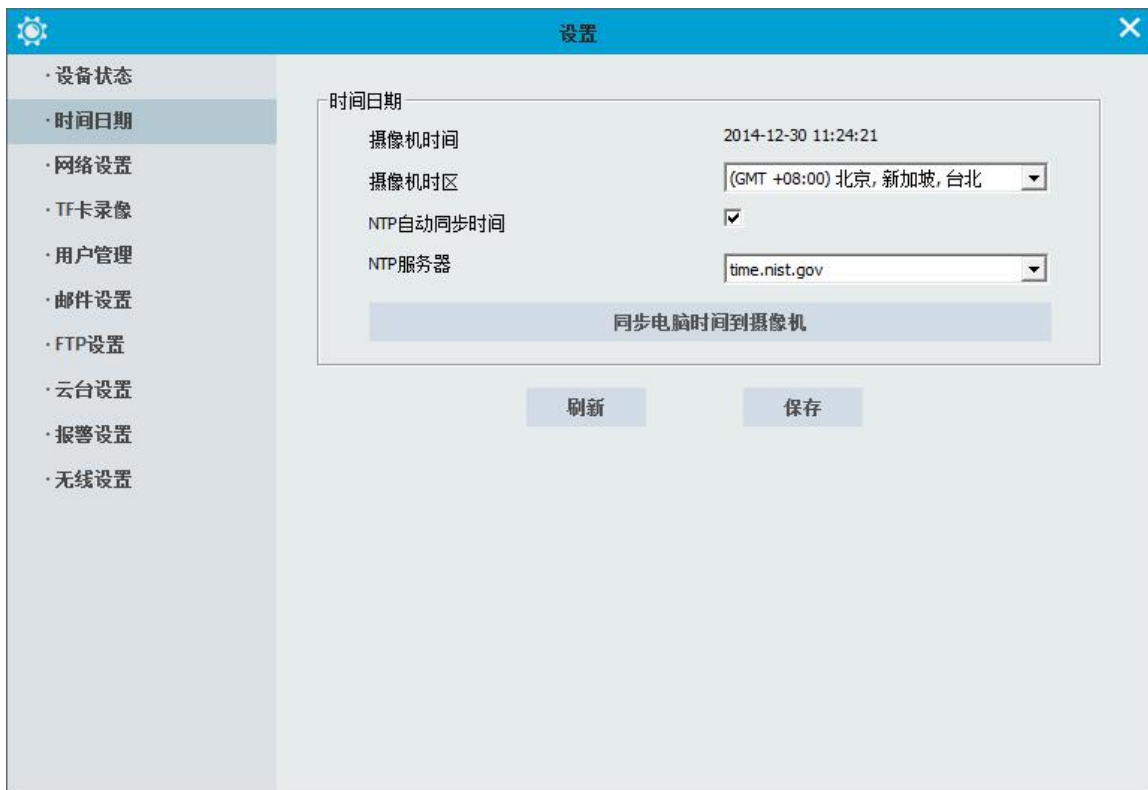 设置
·设备状态
·时间日期
·网络设置
·TF卡录像
·用户管理
·邮件设置
·FTP设置
·云台设置
·报警设置
·无线设置
时间日期
摄像机时间 2014-12-30 11:24:21
摄像机时区 (GMT +08:00) 北京, 新加坡, 台北
NTP自动同步时间
NTP服务器 time.nist.gov
同步电脑时间到摄像机
刷新 保存